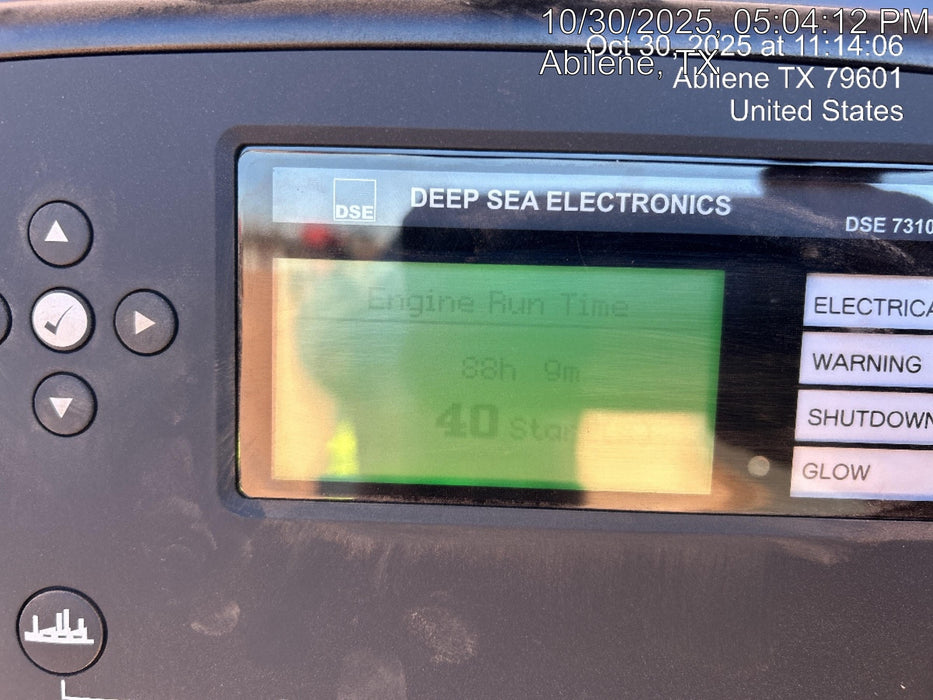 10/30/2025, 05:04:12 PM
Oct 30, 2025 at 11:14:06
Abilene, TX
Abilene TX 79601
United States
DSE
DEEP SEA ELECTRONICS
DSE 7310
Engine Run Time
88h 9m
40
ELECTRICA
WARNING
SHUTDOWN
GLOW